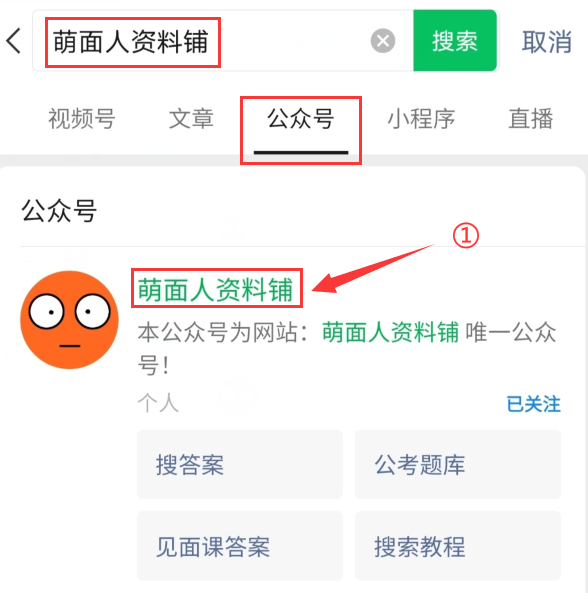 萌面人资料铺
搜索
取消
视频号
文章
公众号
小程序
直播
公众号
①
萌面人资料铺
本公众号为网站：萌面人资料铺 唯一公众
号！
个人
已关注
搜答案
公考题库
见面课答案
搜索教程